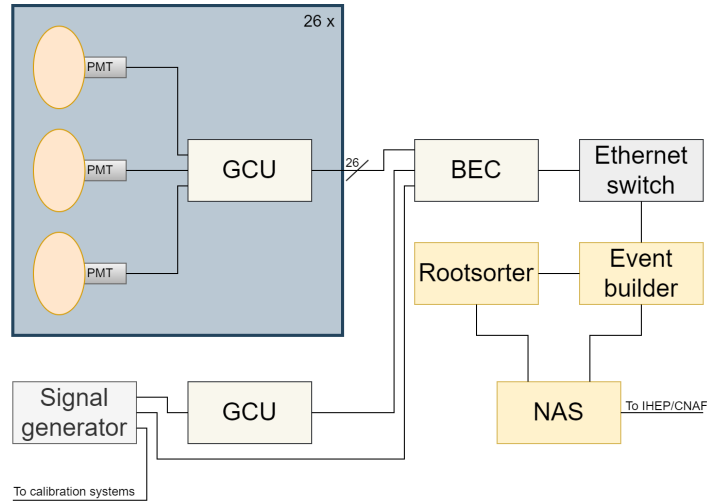 26 x
PMT
PMT
GCU
26
BEC
Ethernet
switch
PMT
Rootsorter
Event
builder
Signal
generator
GCU
NAS
To IHEP/CNAF
To calibration systems